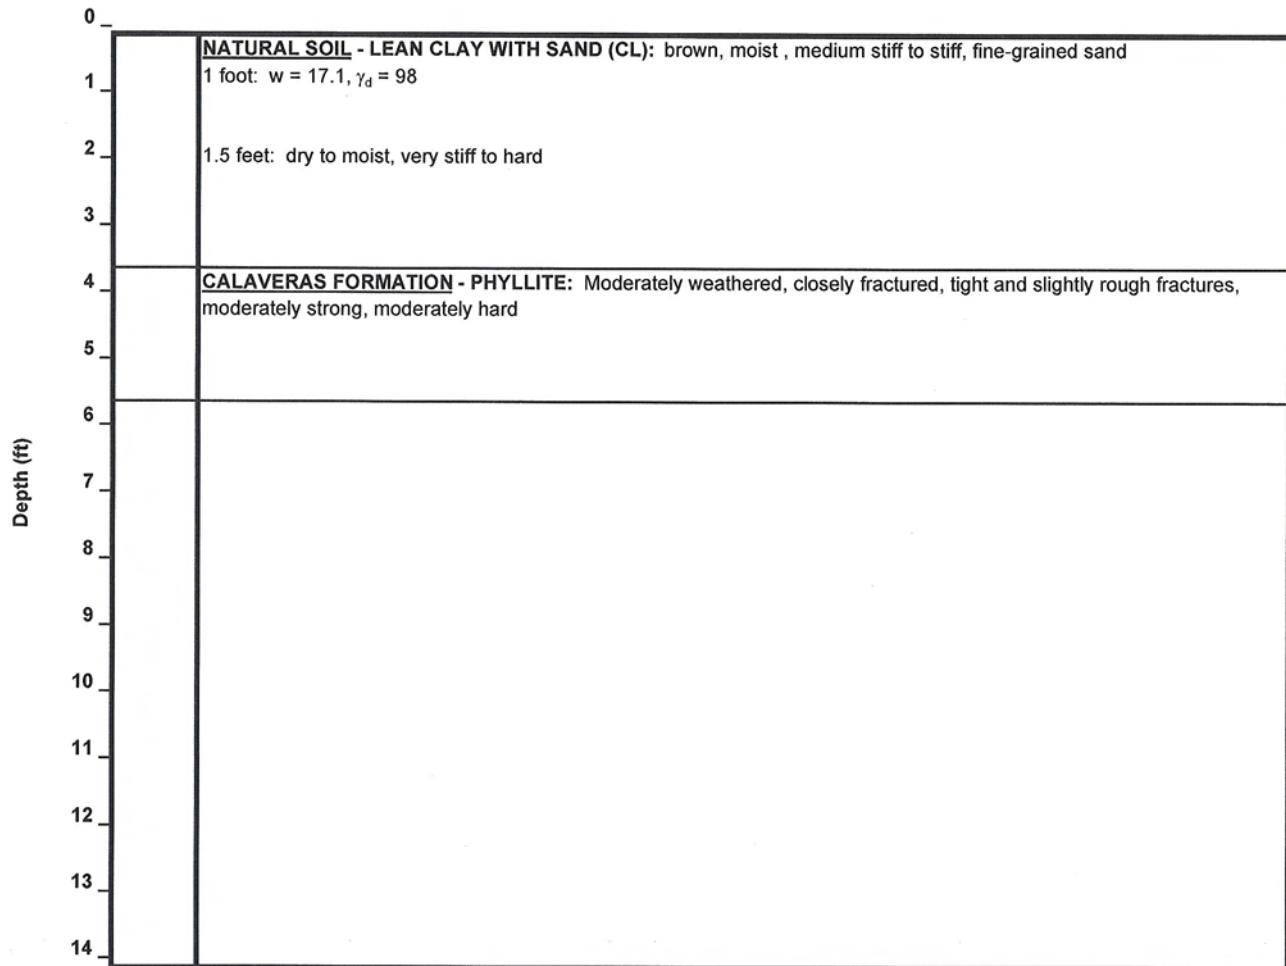 0
NATURAL SOIL - LEAN CLAY WITH SAND (CL): brown, moist , medium stiff to stiff, fine-grained sand
1
1 foot: w = 17.1, γd = 98
2
1.5 feet: dry to moist, very stiff to hard
3
4
CALAVERAS FORMATION - PHYLLITE: Moderately weathered, closely fractured, tight and slightly rough fractures,
moderately strong, moderately hard
5
6
Depth (ft)
7
8
9
10
11
12
13
14